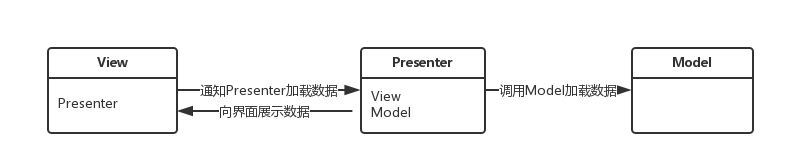 View
Presenter
通知Presenter加载数据
向界面展示数据
Presenter
View
Model
调用Model加载数据
Model